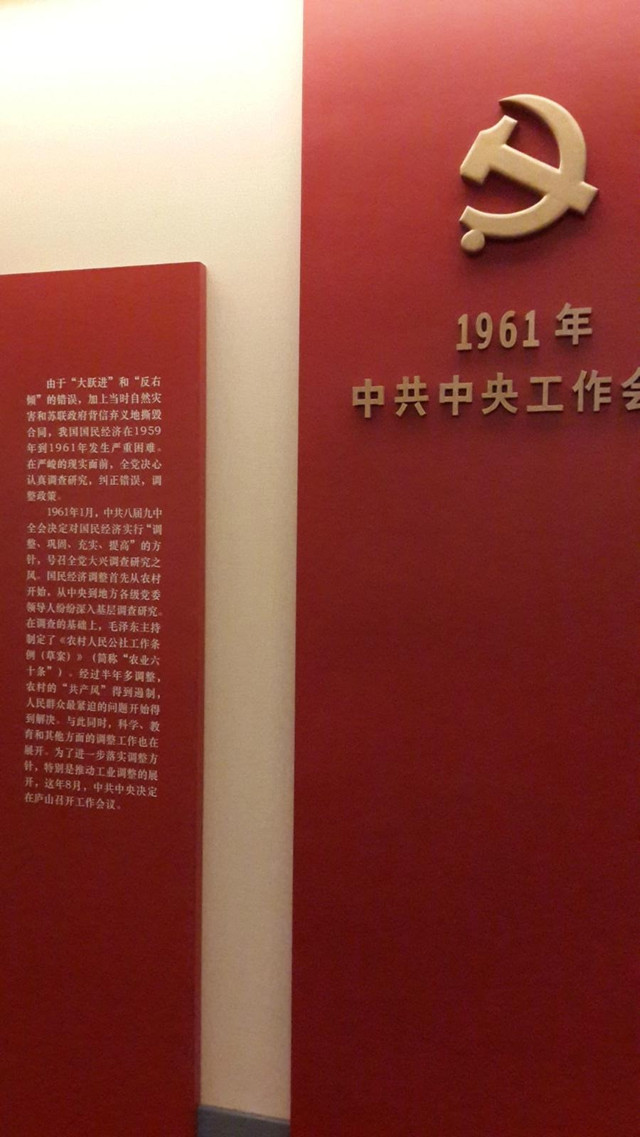 由于“大跃进”和“反右
倾”的错误，加上当时自然灾
害和苏联政府背信弃义地撕毁
合同，我国国民经济在1959
年到1961年发生严重困难。
在严峻的现实面前，全党决心
认真调查研究，纠正错误，调
整政策。
1961年1月，中共八届九中
全会决定对国民经济实行“调
整、巩固、充实、提高”的方
针，号召全党大兴调查研究之
风。国民经济调整首先从农村
开始，从中央到地方各级党委
领导人纷纷深入基层调查研究。
在调查的基础上，毛泽东主持
制定了《农村人民公社工作条
例（草案）》（简称“农业六
十条”）。经过半年多调整，
农村的“共产风”得到遏制，
人民群众最紧迫的问题开始得
到解决。与此同时，科学、教
育和其他方面的调整工作也在
展开。为了进一步落实调整方
针，特别是推动工业调整的展
开，这年8月，中共中央决定
在庐山召开工作会议。
1961年
中共中央工作会